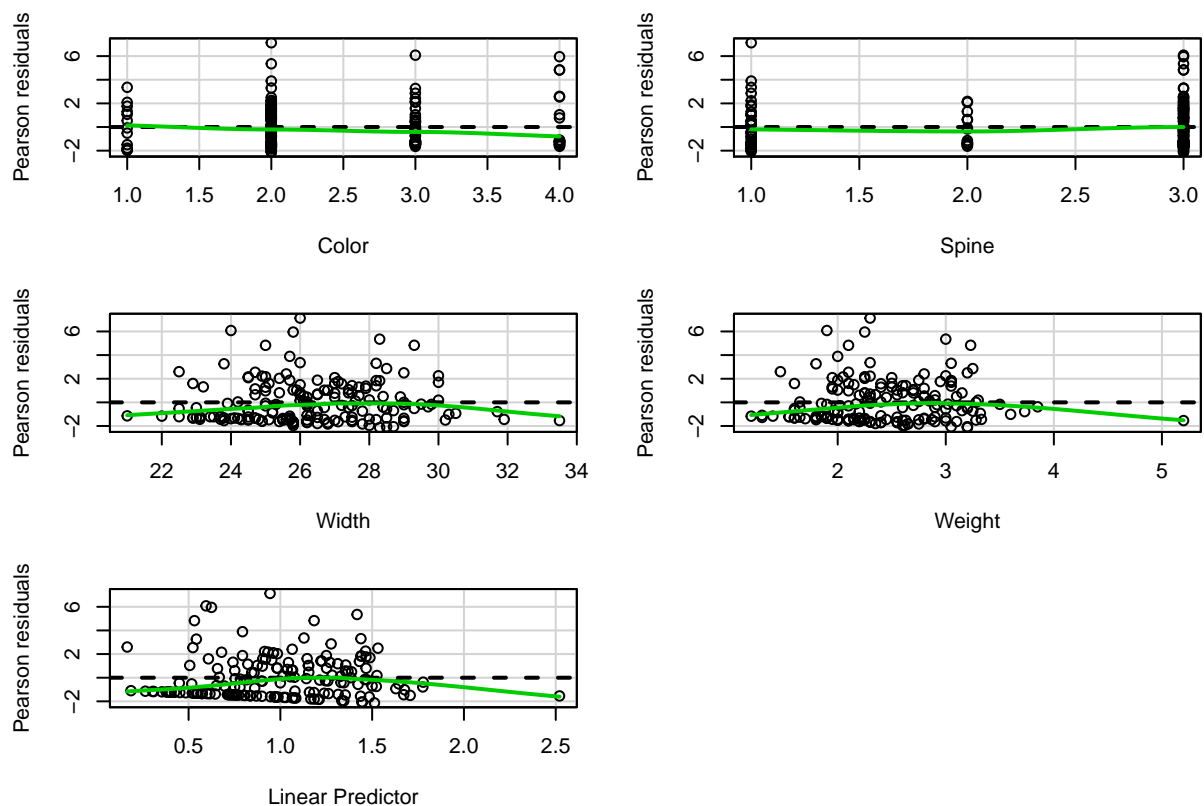 Pearson residuals
6
2
−2
1.0 1.5 2.0 2.5 3.0 3.5 4.0
Color
Pearson residuals
6
2
−2
1.0 1.5 2.0 2.5 3.0
Spine
Pearson residuals
6
2
−2
22 24 26 28 30 32 34
Width
Pearson residuals
6
2
−2
2 3 4 5
Weight
Pearson residuals
6
2
−2
0.5 1.0 1.5 2.0 2.5
Linear Predictor